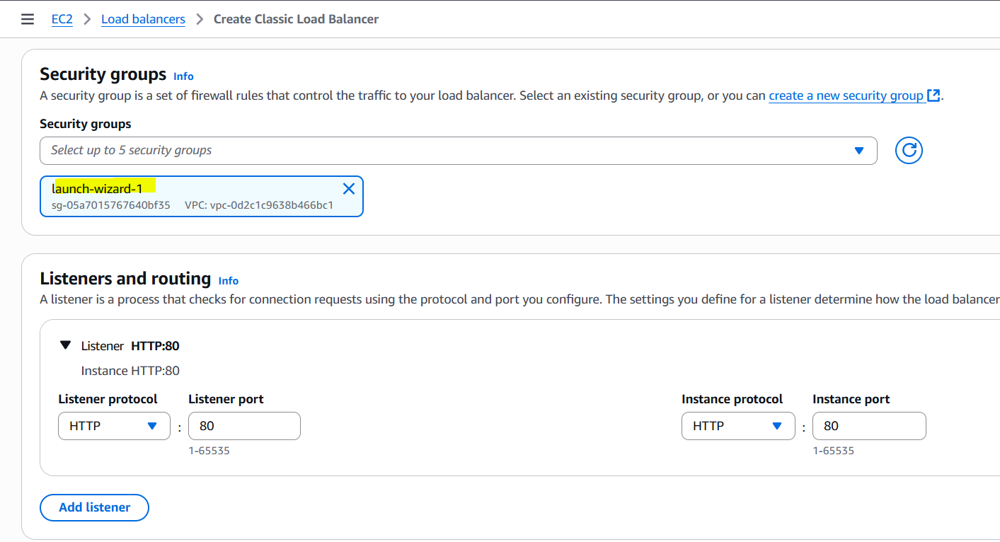 EC2 > Load balancers > Create Classic Load Balancer
Security groups Info
A security group is a set of firewall rules that control the traffic to your load balancer. Select an existing security group, or you can create a new security group.
Security groups
Select up to 5 security groups
launch-wizard-1
sg-05a7015767640bf35 VPC: vpc-0d2c1c9638b466bc1
Listeners and routing Info
A listener is a process that checks for connection requests using the protocol and port you configure. The settings you define for a listener determine how the load balancer
Listener HTTP:80
Instance HTTP:80
Listener protocol Listener port Instance protocol Instance port
HTTP : 80 HTTP : 80
1-65535 1-65535
Add listener